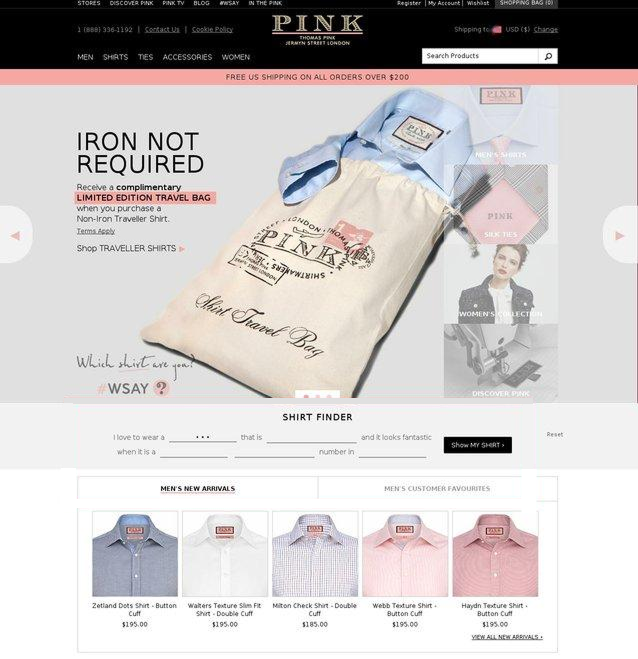 STORES DISCOVER PINK PINK TV BLOG #WSAY IN THE PINK
Register | My Account | Wishlist SHOPPING BAG (0)
1 (888) 336-1192 | Contact Us | Cookie Policy
PINK
THOMAS PINK
JERMYN STREET LONDON
Shipping to: USD ($) Change
MEN SHIRTS TIES ACCESSORIES WOMEN
Search Products
FREE US SHIPPING ON ALL ORDERS OVER $200
IRON NOT
REQUIRED
Receive a complimentary
LIMITED EDITION TRAVEL BAG
when you purchase a
Non-Iron Traveller Shirt.
Terms Apply
Shop TRAVELLER SHIRTS
Which shirt are you?
#WSAY ?
PINK
Shirt Travel Bag
PINK
PINK
MEN'S SHIRTS
PINK
SILK TIES
WOMEN'S COLLECTION
DISCOVER PINK
SHIRT FINDER
I love to wear a ... that is and it looks fantastic
when it is a number in
Show MY SHIRT ›
Reset
MEN'S NEW ARRIVALS
MEN'S CUSTOMER FAVOURITES
Zetland Dots Shirt - Button
Cuff
$195.00
Walters Texture Slim Fit
Shirt - Double Cuff
$195.00
Milton Check Shirt - Double
Cuff
$185.00
Webb Texture Shirt -
Button Cuff
$195.00
Haydn Texture Shirt -
Button Cuff
$195.00
VIEW ALL NEW ARRIVALS ›